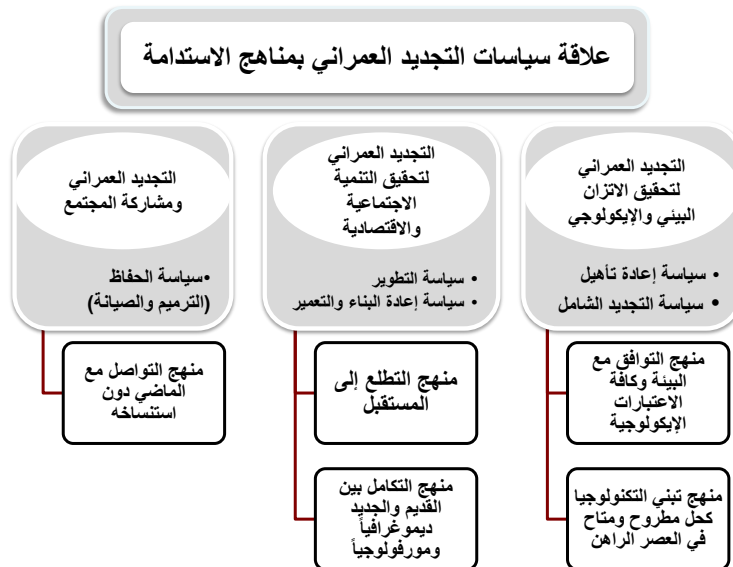 علاقة سياسات التجديد العمراني بمناهج الاستدامة
التجديد العمراني
لتحقيق الاتزان
البيئي والإيكولوجي
• سياسة إعادة تأهيل
• سياسة التجديد الشامل
منهج التوافق مع
البيئة وكافة
الاعتبارات
الإيكولوجية
منهج تبني التكنولوجيا
كحل مطروح ومتاح
في العصر الراهن
التجديد العمراني
لتحقيق التنمية
الاجتماعية
والاقتصادية
• سياسة التطوير
• سياسة إعادة البناء والتعمير
منهج التطلع إلى
المستقبل
منهج التكامل بين
القديم والجديد
ديموغرافياً
ومورفولوجياً
التجديد العمراني
ومشاركة المجتمع
•سياسة الحفاظ
(الترميم والصيانة)
منهج التواصل مع
الماضي دون
استنساخه